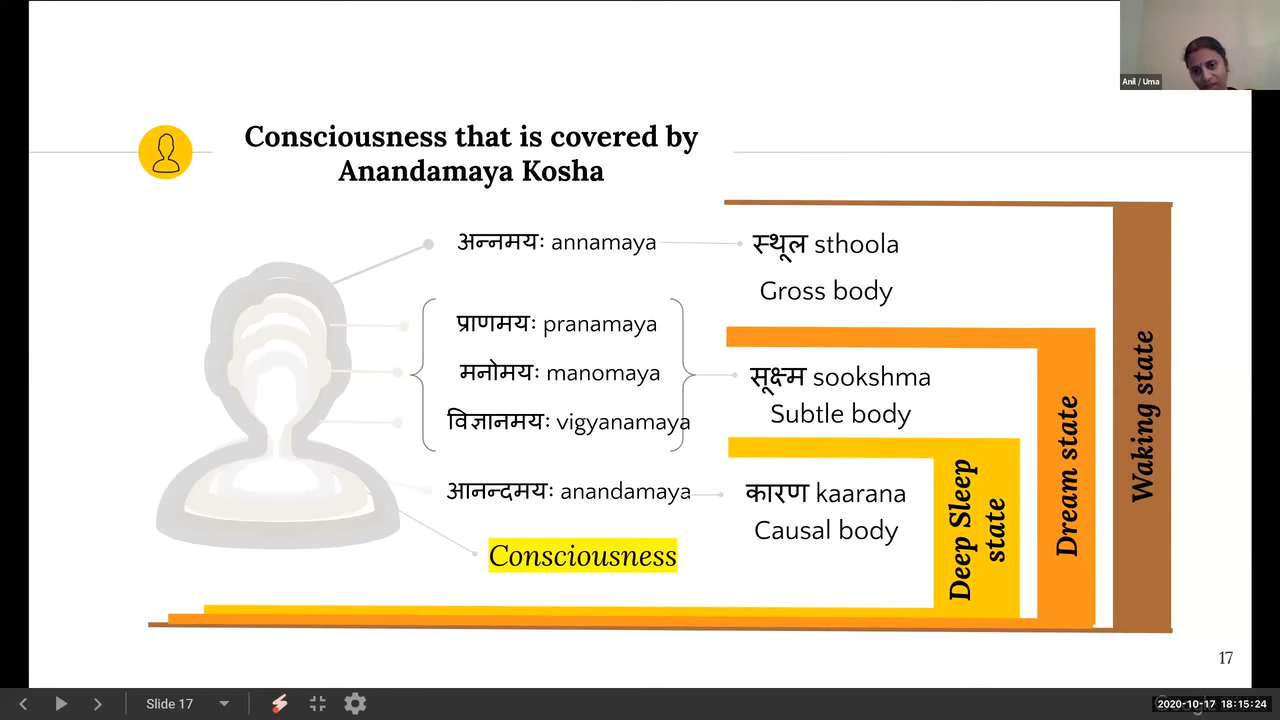 Anil / Uma
Consciousness that is covered by
Anandamaya Kosha
अन्नमयः annamaya
स्थूल sthoola
Gross body
प्राणमयः pranamaya
मनोमयः manomaya
विज्ञानमयः vigyanamaya
सूक्ष्म sookshma
Subtle body
आनन्दमयः anandamaya
कारण kaarana
Causal body
Consciousness
Deep Sleep
state
Dream state
Waking state
17
Slide 17
2020-10-17 18:15:24